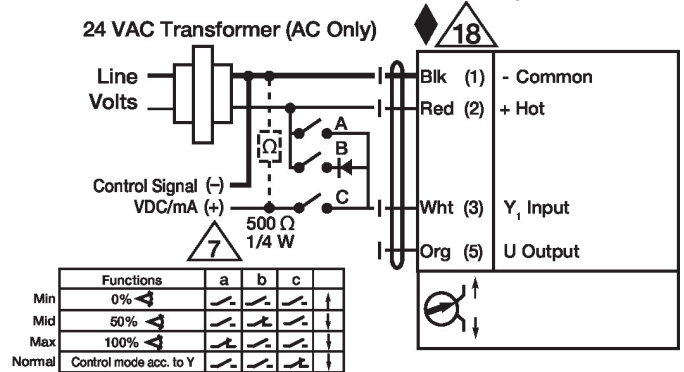 24 VAC Transformer (AC Only)
18
Line
Volts
Blk (1) - Common
Red (2) + Hot
A
B
Ω
Control Signal (–)
VDC/mA (+)
C
Wht (3) Y1 Input
500 Ω
1/4 W
7
Org (5) U Output
Functions a b c
Min 0%
Mid 50%
Max 100%
Normal Control mode acc. to Y